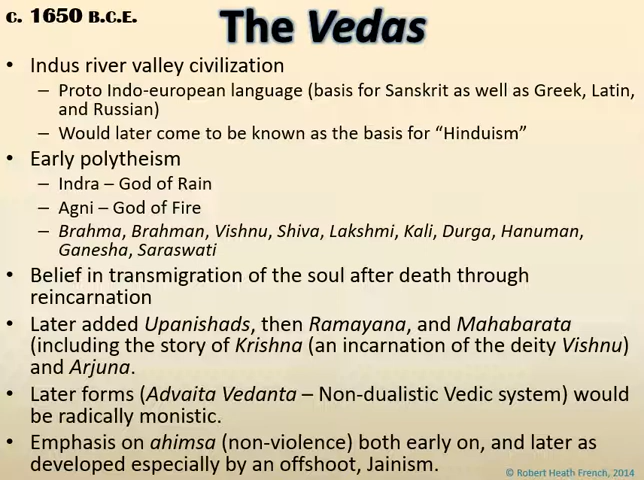 c. 1650 B.C.E.
The Vedas
• Indus river valley civilization
– Proto Indo-european language (basis for Sanskrit as well as Greek, Latin,
and Russian)
– Would later come to be known as the basis for “Hinduism”
• Early polytheism
– Indra – God of Rain
– Agni – God of Fire
– Brahma, Brahman, Vishnu, Shiva, Lakshmi, Kali, Durga, Hanuman,
Ganesha, Saraswati
• Belief in transmigration of the soul after death through
reincarnation
• Later added Upanishads, then Ramayana, and Mahabarata
(including the story of Krishna (an incarnation of the deity Vishnu)
and Arjuna.
• Later forms (Advaita Vedanta – Non-dualistic Vedic system) would
be radically monistic.
• Emphasis on ahimsa (non-violence) both early on, and later as
developed especially by an offshoot, Jainism.
© Robert Heath French, 2014